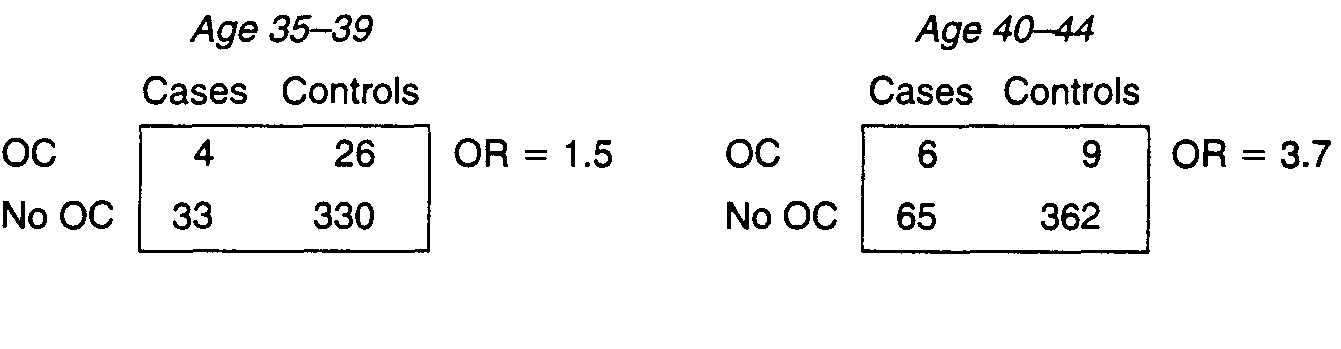 Age 35–39 Age 40–44
Cases Controls Cases Controls
OC 4 26 OR = 1.5 OC 6 9 OR = 3.7
No OC 33 330 No OC 65 362